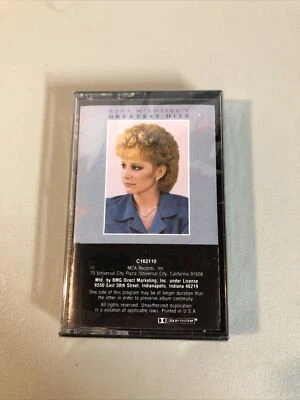 REBA McENTIRE'S
GREATEST HITS
C162110
MCA Records, Inc.
70 Universal City Plaza, Universal City, California 91608
Mfd. by BMG Direct Marketing, Inc. under License
6550 East 30th Street, Indianapolis, Indiana 46219
One side of this program may be of longer duration than
the other in order to preserve album continuity.
All rights reserved. Unauthorized duplication
is a violation of applicable laws. Printed in U.S.A.
DOLBY SYSTEM